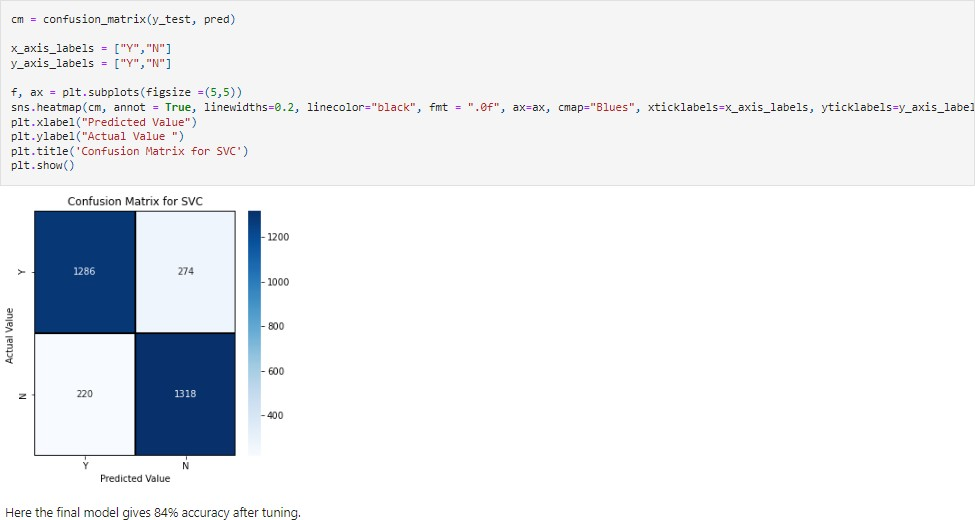 cm = confusion_matrix(y_test, pred)
x_axis_labels = ["Y","N"]
y_axis_labels = ["Y","N"]
f, ax = plt.subplots(figsize =(5,5))
sns.heatmap(cm, annot = True, linewidths=0.2, linecolor="black", fmt = ".0f", ax=ax, cmap="Blues", xticklabels=x_axis_labels, yticklabels=y_axis_label
plt.xlabel("Predicted Value")
plt.ylabel("Actual Value ")
plt.title('Confusion Matrix for SVC')
plt.show()
Confusion Matrix for SVC
Actual Value
Y
N
1286
274
220
1318
Y
N
Predicted Value
1200
1000
800
600
400
Here the final model gives 84% accuracy after tuning.